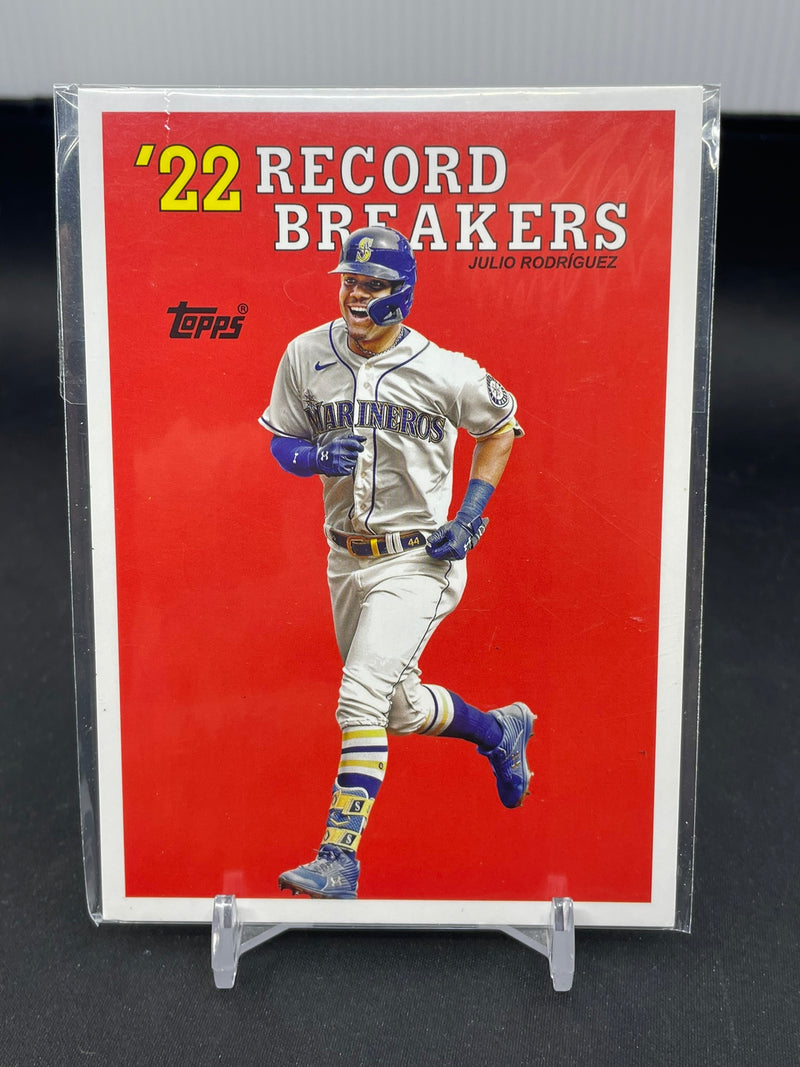 '22 RECORD
BREAKERS
JULIO RODRÍGUEZ
TOPPS®
S
MARINEROS
44
S
S